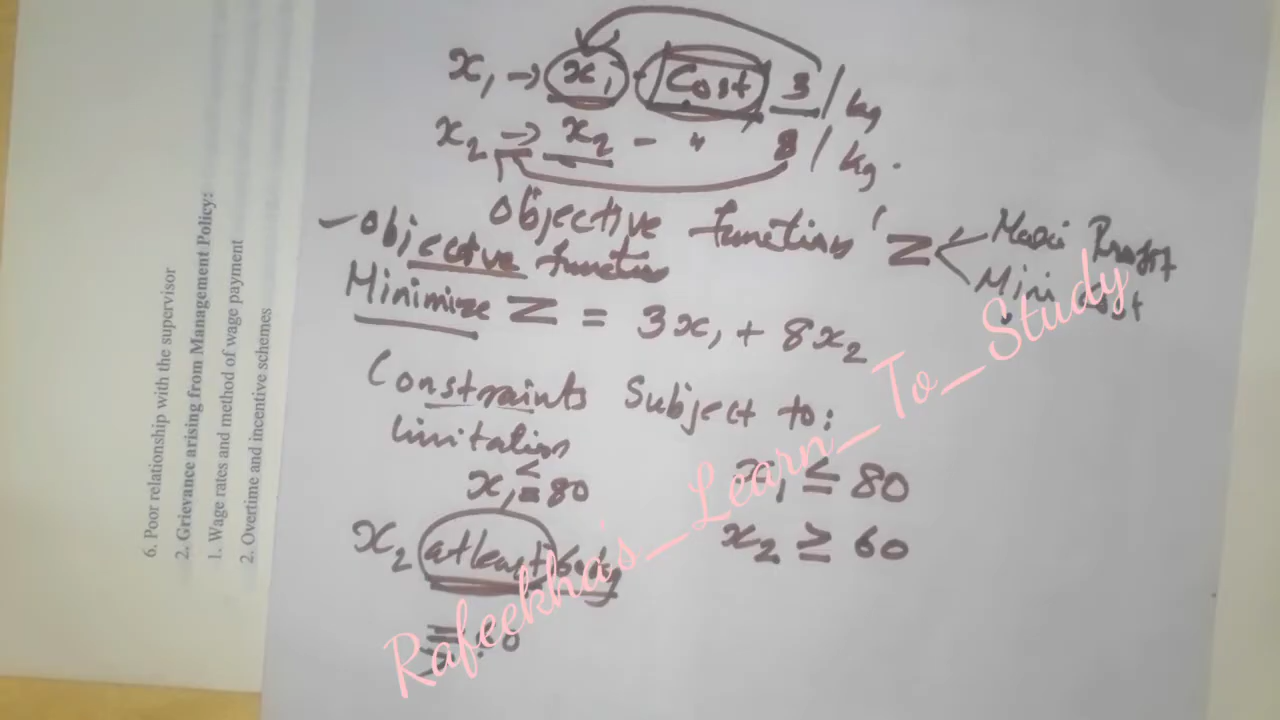 x₁ → x₁ - Cost 3 / kg
x₂ → x₂ - " 8 / kg.
Objective function' Z
Maxi Profit
Mini cost
- Objective function
Minimize Z = 3x₁ + 8x₂
Constraints Subject to:
limitation
x₁ ≤ 80
x₁ ≤ 80
x₂ atleast 60kg
x₂ ≥ 60
6. Poor relationship with the supervisor
2. Grievance arising from Management Policy:
1. Wage rates and method of wage payment
2. Overtime and incentive schemes
Rafeekha's_Learn_To_Study